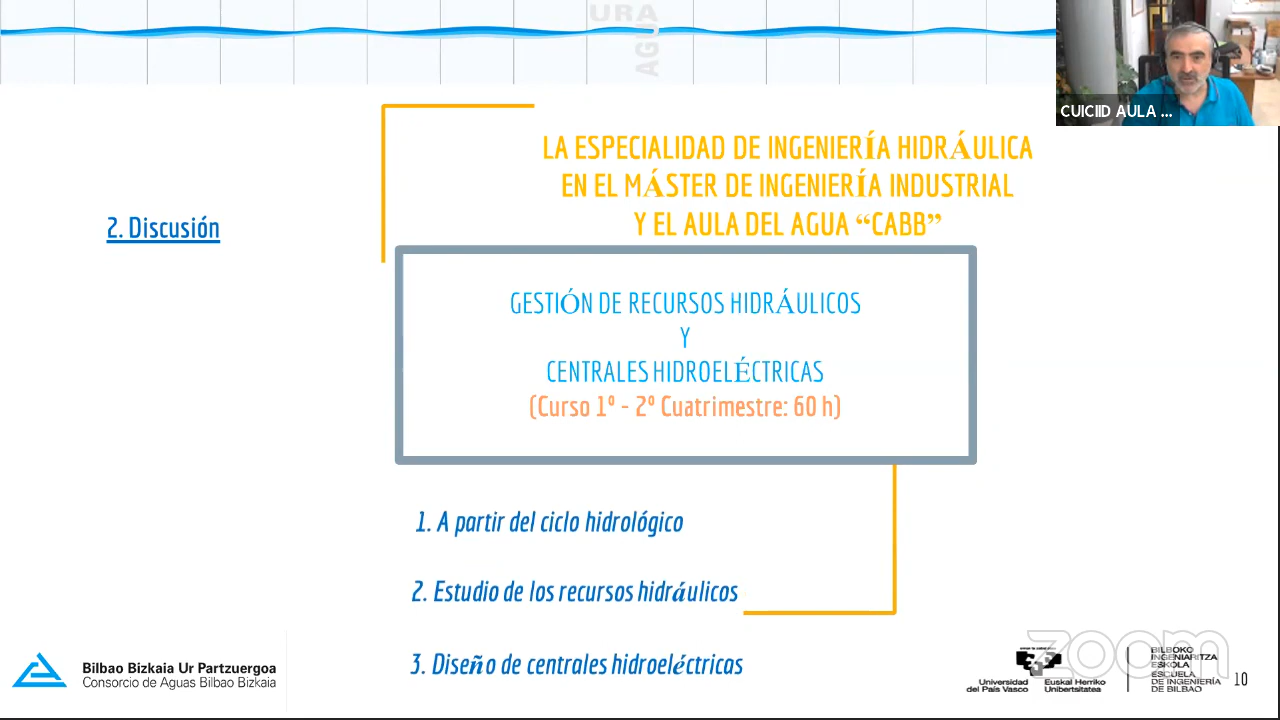 URA
AGUA
CUICIID AULA ...
LA ESPECIALIDAD DE INGENIERÍA HIDRÁULICA
EN EL MÁSTER DE INGENIERÍA INDUSTRIAL
Y EL AULA DEL AGUA “CABB”
2. Discusión
GESTIÓN DE RECURSOS HIDRÁULICOS
Y
CENTRALES HIDROELÉCTRICAS
(Curso 1º - 2º Cuatrimestre: 60 h)
1. A partir del ciclo hidrológico
2. Estudio de los recursos hidráulicos
3. Diseño de centrales hidroeléctricas
Bilbao Bizkaia Ur Partzuergoa
Consorcio de Aguas Bilbao Bizkaia
zoom
Universidad
del País Vasco
Euskal Herriko
Unibertsitatea
BILBOKO
INGENIARITZA
ESKOLA
ESCUELA
DE INGENIERÍA
DE BILBAO
10